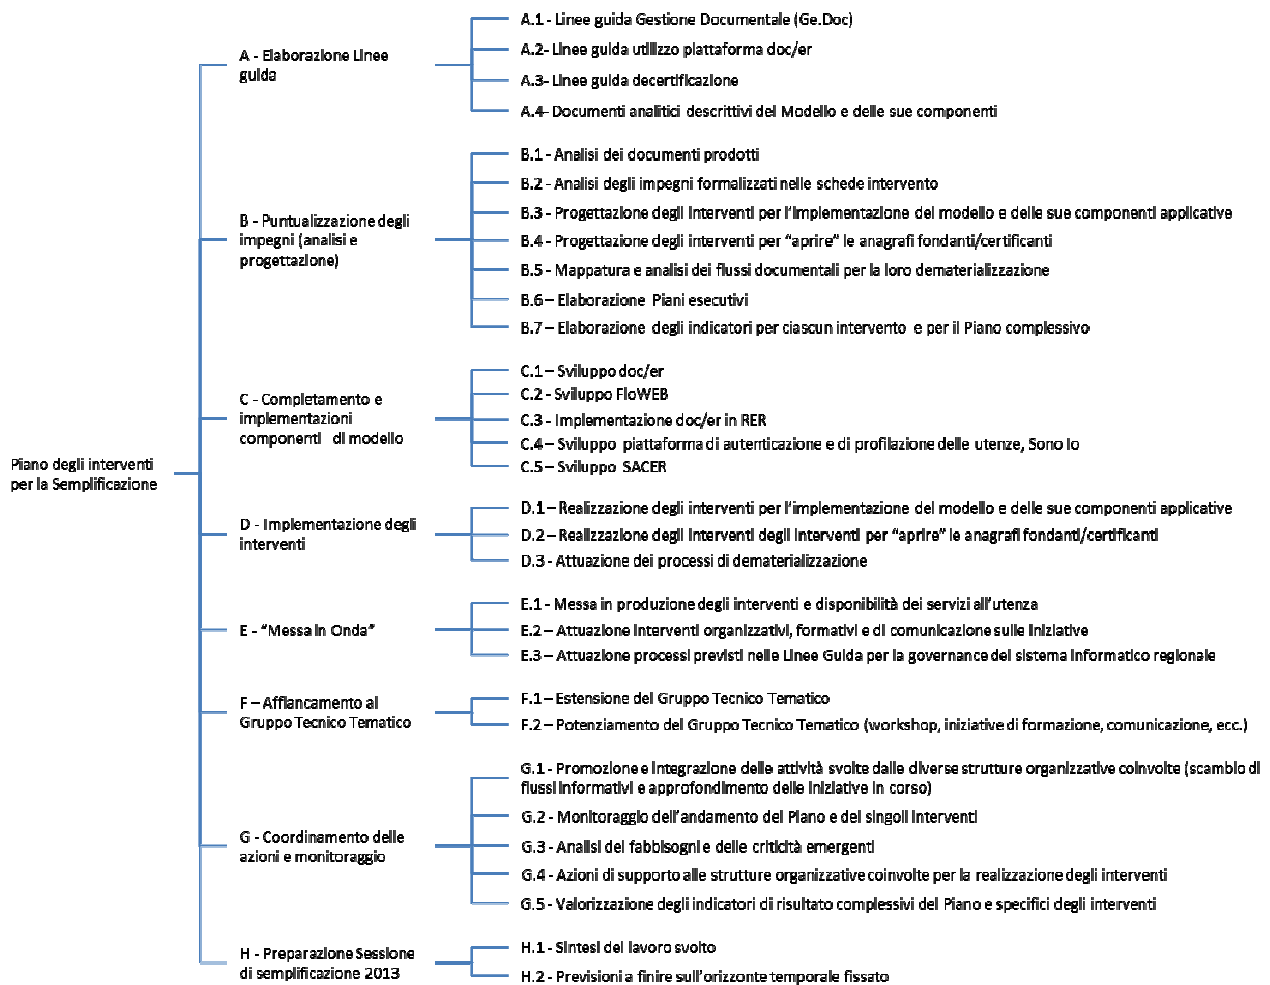 Piano degli interventi
per la Semplificazione
A - Elaborazione Linee
guida
A.1 - Linee guida Gestione Documentale (Ge.Doc)
A.2- Linee guida utilizzo piattaforma doc/er
A.3- Linee guida decertificazione
A.4- Documenti analitici descrittivi del Modello e delle sue componenti
B - Puntualizzazione degli
impegni (analisi e
progettazione)
B.1 - Analisi dei documenti prodotti
B.2 - Analisi degli impegni formalizzati nelle schede intervento
B.3 - Progettazione degli interventi per l'implementazione del modello e delle sue componenti applicative
B.4 - Progettazione degli interventi per “aprire” le anagrafi fondanti/certificanti
B.5 - Mappatura e analisi dei flussi documentali per la loro dematerializzazione
B.6 – Elaborazione Piani esecutivi
B.7 – Elaborazione degli indicatori per ciascun intervento e per il Piano complessivo
C - Completamento e
implementazioni
componenti di modello
C.1 – Sviluppo doc/er
C.2 - Sviluppo FloWEB
C.3 - Implementazione doc/er in RER
C.4 – Sviluppo piattaforma di autenticazione e di profilazione delle utenze, Sono Io
C.5 – Sviluppo SACER
D - Implementazione degli
interventi
D.1 – Realizzazione degli interventi per l'implementazione del modello e delle sue componenti applicative
D.2 – Realizzazione degli interventi degli interventi per “aprire” le anagrafi fondanti/certificanti
D.3 - Attuazione dei processi di dematerializzazione
E - “Messa in Onda”
E.1 - Messa in produzione degli interventi e disponibilità dei servizi all'utenza
E.2 – Attuazione interventi organizzativi, formativi e di comunicazione sulle iniziative
E.3 – Attuazione processi previsti nelle Linee Guida per la governance del sistema informatico regionale
F – Affiancamento al
Gruppo Tecnico Tematico
F.1 – Estensione del Gruppo Tecnico Tematico
F.2 – Potenziamento del Gruppo Tecnico Tematico (workshop, iniziative di formazione, comunicazione, ecc.)
G - Coordinamento delle
azioni e monitoraggio
G.1 - Promozione e integrazione delle attività svolte dalle diverse strutture organizzative coinvolte (scambio di
flussi informativi e approfondimento delle iniziative in corso)
G.2 - Monitoraggio dell'andamento del Piano e dei singoli interventi
G.3 - Analisi dei fabbisogni e delle criticità emergenti
G.4 - Azioni di supporto alle strutture organizzative coinvolte per la realizzazione degli interventi
G.5 - Valorizzazione degli indicatori di risultato complessivi del Piano e specifici degli interventi
H - Preparazione Sessione
di semplificazione 2013
H.1 - Sintesi del lavoro svolto
H.2 - Previsioni a finire sull'orizzonte temporale fissato